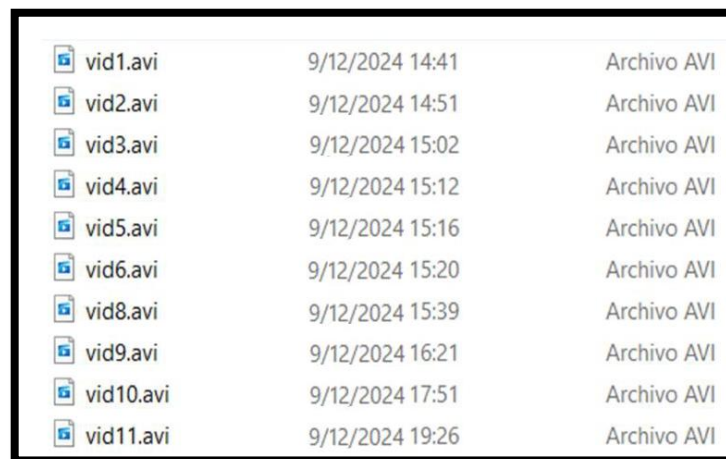 vid1.avi 9/12/2024 14:41 Archivo AVI
vid2.avi 9/12/2024 14:51 Archivo AVI
vid3.avi 9/12/2024 15:02 Archivo AVI
vid4.avi 9/12/2024 15:12 Archivo AVI
vid5.avi 9/12/2024 15:16 Archivo AVI
vid6.avi 9/12/2024 15:20 Archivo AVI
vid8.avi 9/12/2024 15:39 Archivo AVI
vid9.avi 9/12/2024 16:21 Archivo AVI
vid10.avi 9/12/2024 17:51 Archivo AVI
vid11.avi 9/12/2024 19:26 Archivo AVI